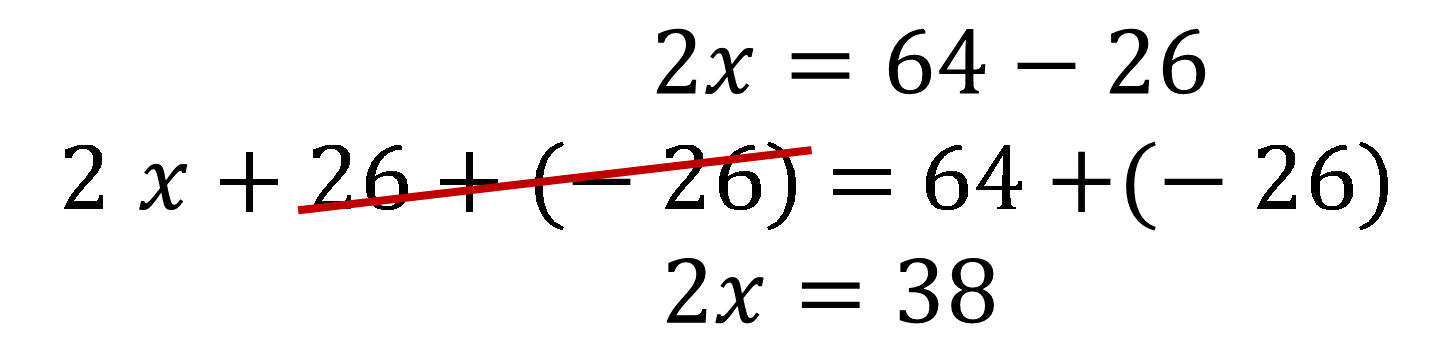 2x = 64 − 26
2 x + 26 + (− 26) = 64 +(− 26)
2x = 38